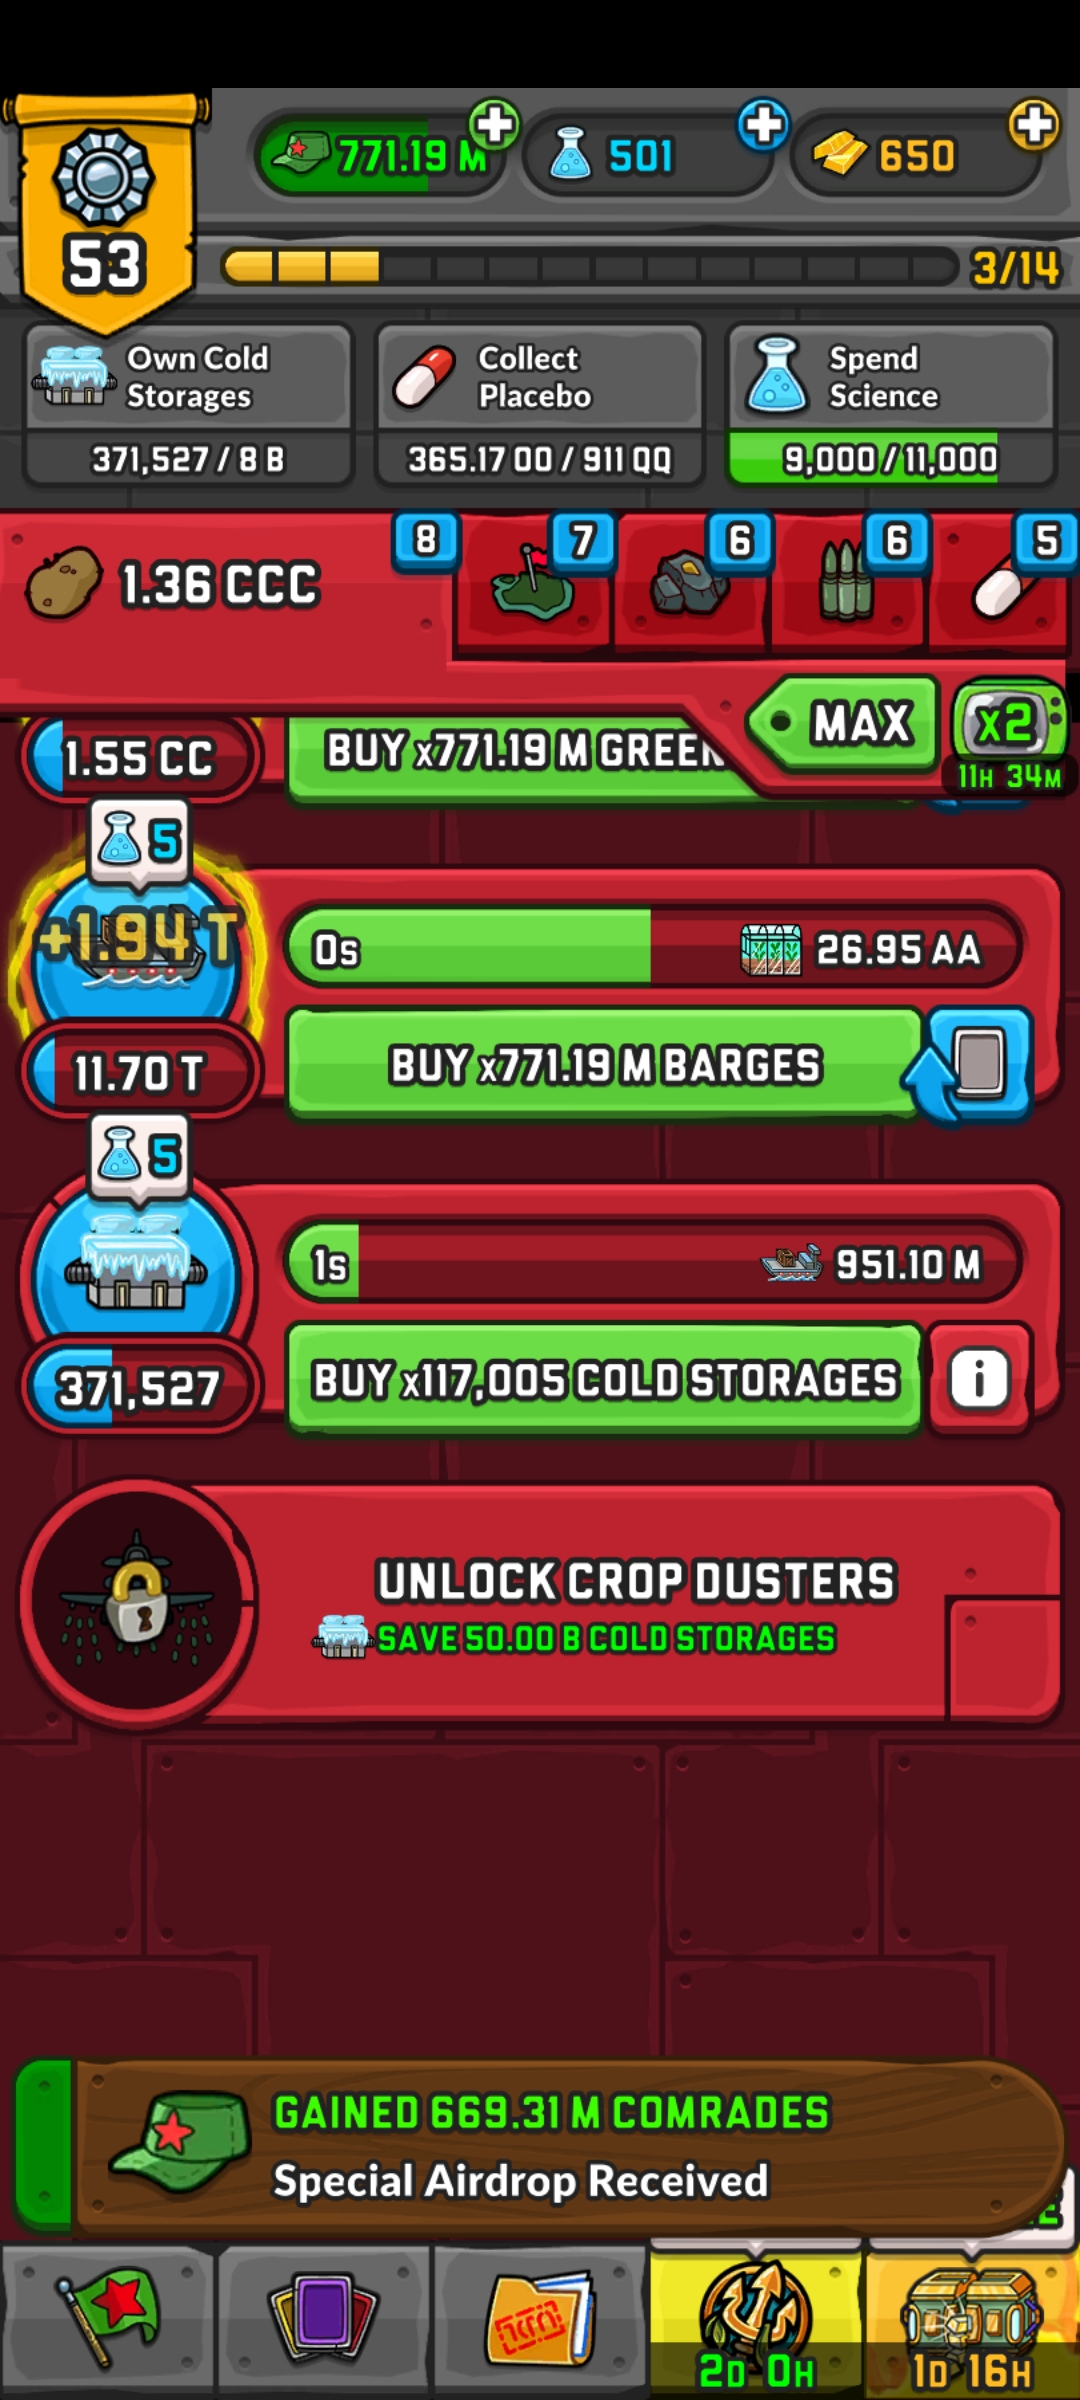 771.19 M
501
650
53
3/14
Own Cold
Storages
371,527 / 8 B
Collect
Placebo
365.17 OO / 911 QQ
Spend
Science
9,000 / 11,000
1.36 CCC
8
7
6
6
5
MAX
x2
11H 34M
1.55 CC
BUY x771.19 M GREEN
5
+1.94 T
0s
26.95 AA
11.70 T
BUY x771.19 M BARGES
5
1s
951.10 M
371,527
BUY x117,005 COLD STORAGES
i
UNLOCK CROP DUSTERS
SAVE 50.00 B COLD STORAGES
GAINED 669.31 M COMRADES
Special Airdrop Received
2D 0H
1D 16H